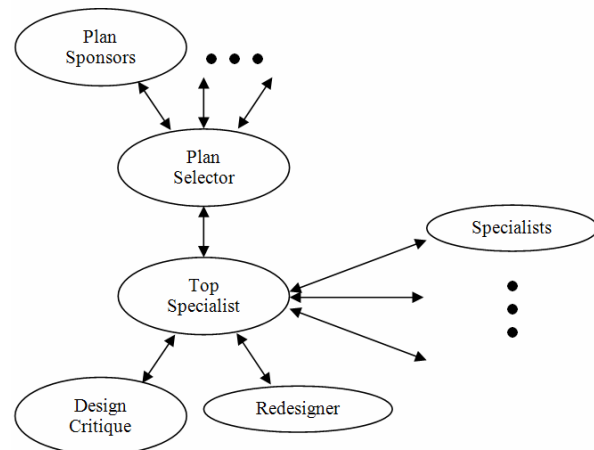 Plan
Sponsors
Plan
Selector
Specialists
Top
Specialist
Design
Critique
Redesigner